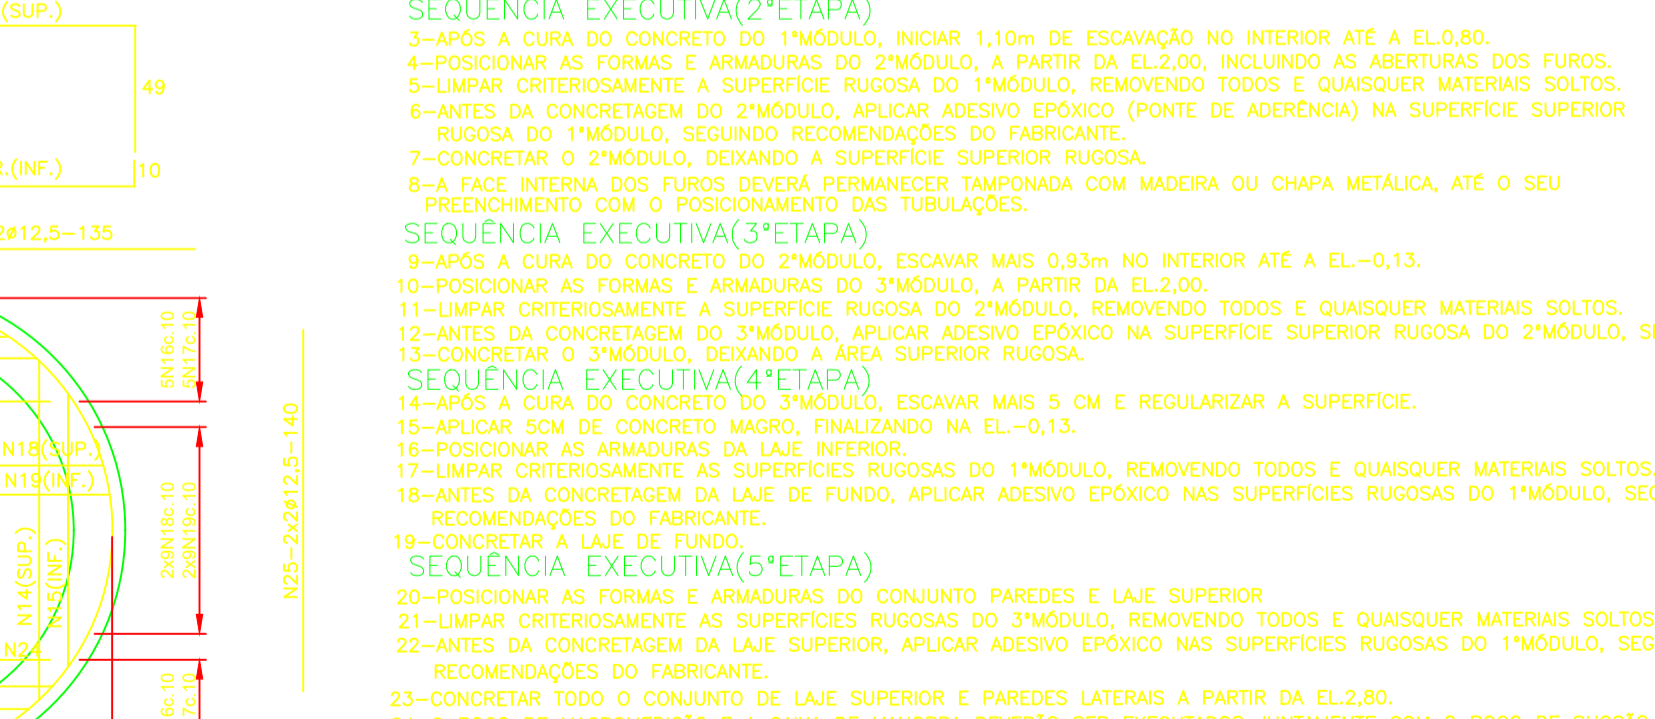 (SUP.)
49
R.(INF.)
10
2ø12,5-135
5N16c.10
5N17c.10
N18(SUP.)
N19(INF.)
2x9N18c.10
2x9N19c.10
N14(SUP.)
N15(INF.)
N24
6c.10
7c.10
N25-2x2ø12,5-140
SEQUÊNCIA EXECUTIVA(2ªETAPA)
3-APÓS A CURA DO CONCRETO DO 1°MÓDULO, INICIAR 1,10m DE ESCAVAÇÃO NO INTERIOR ATÉ A EL.0,80.
4-POSICIONAR AS FORMAS E ARMADURAS DO 2°MÓDULO, A PARTIR DA EL.2,00, INCLUINDO AS ABERTURAS DOS FUROS.
5-LIMPAR CRITERIOSAMENTE A SUPERFÍCIE RUGOSA DO 1°MÓDULO, REMOVENDO TODOS E QUAISQUER MATERIAIS SOLTOS.
6-ANTES DA CONCRETAGEM DO 2°MÓDULO, APLICAR ADESIVO EPÓXICO (PONTE DE ADERÊNCIA) NA SUPERFÍCIE SUPERIOR
RUGOSA DO 1°MÓDULO, SEGUINDO RECOMENDAÇÕES DO FABRICANTE.
7-CONCRETAR O 2°MÓDULO, DEIXANDO A SUPERFÍCIE SUPERIOR RUGOSA.
8-A FACE INTERNA DOS FUROS DEVERÁ PERMANECER TAMPONADA COM MADEIRA OU CHAPA METÁLICA, ATÉ O SEU
PREENCHIMENTO COM O POSICIONAMENTO DAS TUBULAÇÕES.
SEQUÊNCIA EXECUTIVA(3ªETAPA)
9-APÓS A CURA DO CONCRETO DO 2°MÓDULO, ESCAVAR MAIS 0,93m NO INTERIOR ATÉ A EL.-0,13.
10-POSICIONAR AS FORMAS E ARMADURAS DO 3°MÓDULO, A PARTIR DA EL.2,00.
11-LIMPAR CRITERIOSAMENTE A SUPERFÍCIE RUGOSA DO 2°MÓDULO, REMOVENDO TODOS E QUAISQUER MATERIAIS SOLTOS.
12-ANTES DA CONCRETAGEM DO 3°MÓDULO, APLICAR ADESIVO EPÓXICO NA SUPERFÍCIE SUPERIOR RUGOSA DO 2°MÓDULO,
13-CONCRETAR O 3°MÓDULO, DEIXANDO A ÁREA SUPERIOR RUGOSA.
SEQUÊNCIA EXECUTIVA(4ªETAPA)
14-APÓS A CURA DO CONCRETO DO 3°MÓDULO, ESCAVAR MAIS 5 CM E REGULARIZAR A SUPERFÍCIE.
15-APLICAR 5CM DE CONCRETO MAGRO, FINALIZANDO NA EL.-0,13.
16-POSICIONAR AS ARMADURAS DA LAJE INFERIOR.
17-LIMPAR CRITERIOSAMENTE AS SUPERFÍCIES RUGOSAS DO 1°MÓDULO, REMOVENDO TODOS E QUAISQUER MATERIAIS SOLTOS.
18-ANTES DA CONCRETAGEM DA LAJE DE FUNDO, APLICAR ADESIVO EPÓXICO NAS SUPERFÍCIES RUGOSAS DO 1°MÓDULO,
RECOMENDAÇÕES DO FABRICANTE.
19-CONCRETAR A LAJE DE FUNDO.
SEQUÊNCIA EXECUTIVA(5ªETAPA)
20-POSICIONAR AS FORMAS E ARMADURAS DO CONJUNTO PAREDES E LAJE SUPERIOR
21-LIMPAR CRITERIOSAMENTE AS SUPERFÍCIES RUGOSAS DO 3°MÓDULO, REMOVENDO TODOS E QUAISQUER MATERIAIS SOLTOS
22-ANTES DA CONCRETAGEM DA LAJE SUPERIOR, APLICAR ADESIVO EPÓXICO NAS SUPERFÍCIES RUGOSAS DO 1°MÓDULO, SEG
RECOMENDAÇÕES DO FABRICANTE.
23-CONCRETAR TODO O CONJUNTO DE LAJE SUPERIOR E PAREDES LATERAIS A PARTIR DA EL.2,80.